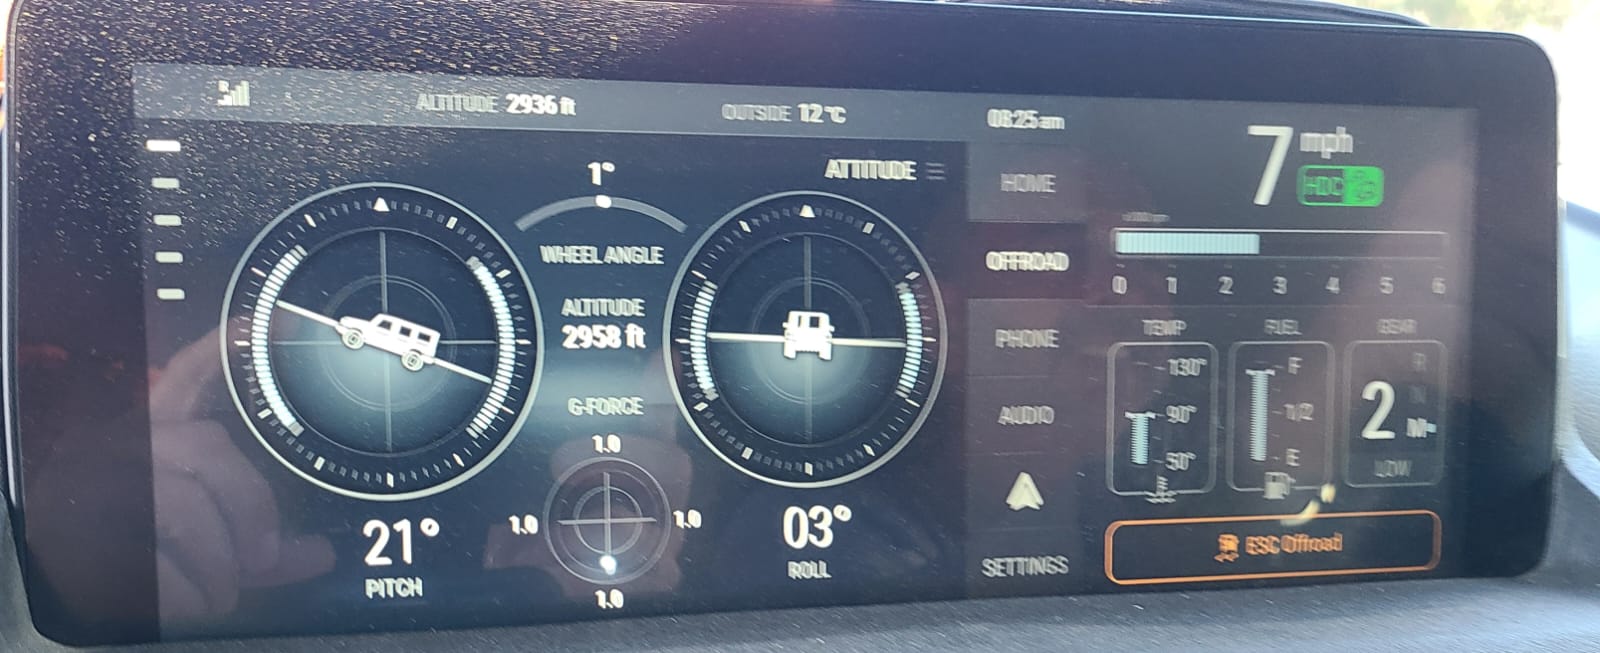 R
ALTITUDE 2936 ft
OUTSIDE 12°C
08:25am
7 mph
HDC
1°
ATTITUDE
HOME
WHEEL ANGLE
OFFROAD
0 1 2 3 4 5 6
ALTITUDE
2958 ft
PHONE
TEMP FUEL GEAR
130° F R
90° 1/2 2 N
M
50° E LOW
G-FORCE
AUDIO
1.0
1.0 1.0
1.0
21°
PITCH
03°
ROLL
SETTINGS
ESC Offroad